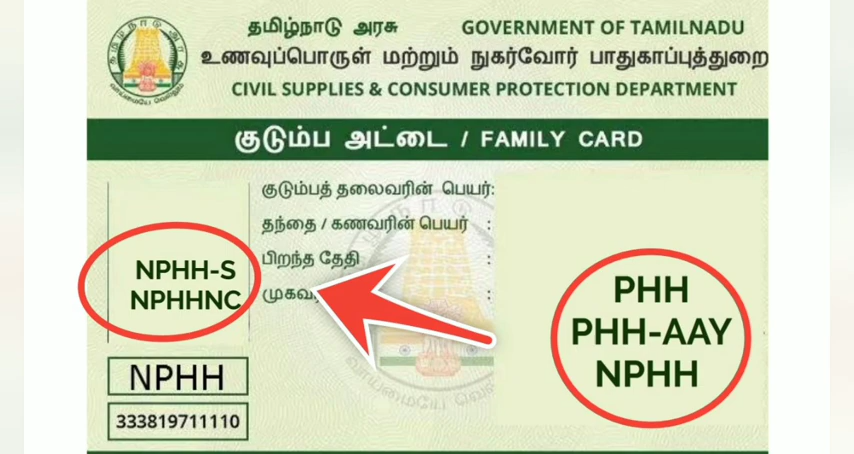 தமிழ்நாடு அரசு GOVERNMENT OF TAMILNADU
உணவுப்பொருள் மற்றும் நுகர்வோர் பாதுகாப்புத்துறை
CIVIL SUPPLIES & CONSUMER PROTECTION DEPARTMENT
குடும்ப அட்டை / FAMILY CARD
குடும்பத் தலைவரின் பெயர்:
தந்தை / கணவரின் பெயர் :
பிறந்த தேதி :
NPHH-S
NPHHNC
NPHH
333819711110
PHH
PHH-AAY
NPHH